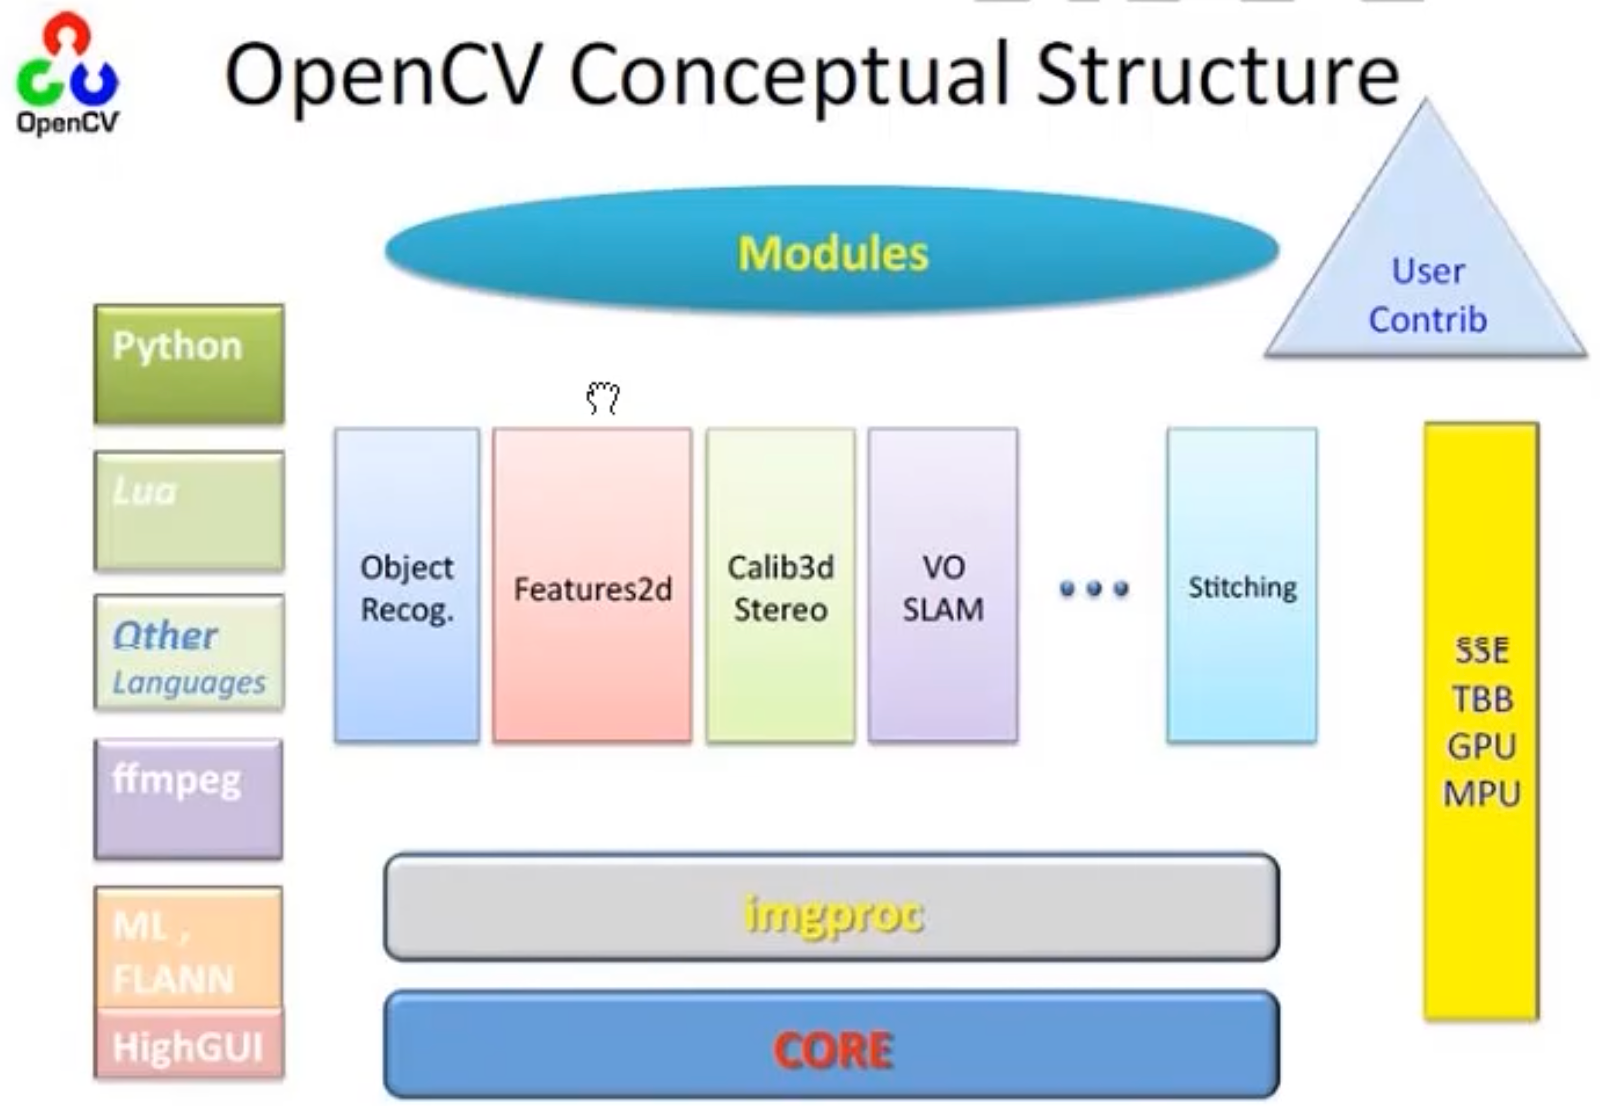 OpenCV Conceptual Structure
OpenCV
Modules
User
Contrib
Python
Lua
Other
Languages
ffmpeg
ML ,
FLANN
HighGUI
Object
Recog.
Features2d
Calib3d
Stereo
VO
SLAM
Stitching
SSE
TBB
GPU
MPU
imgproc
CORE